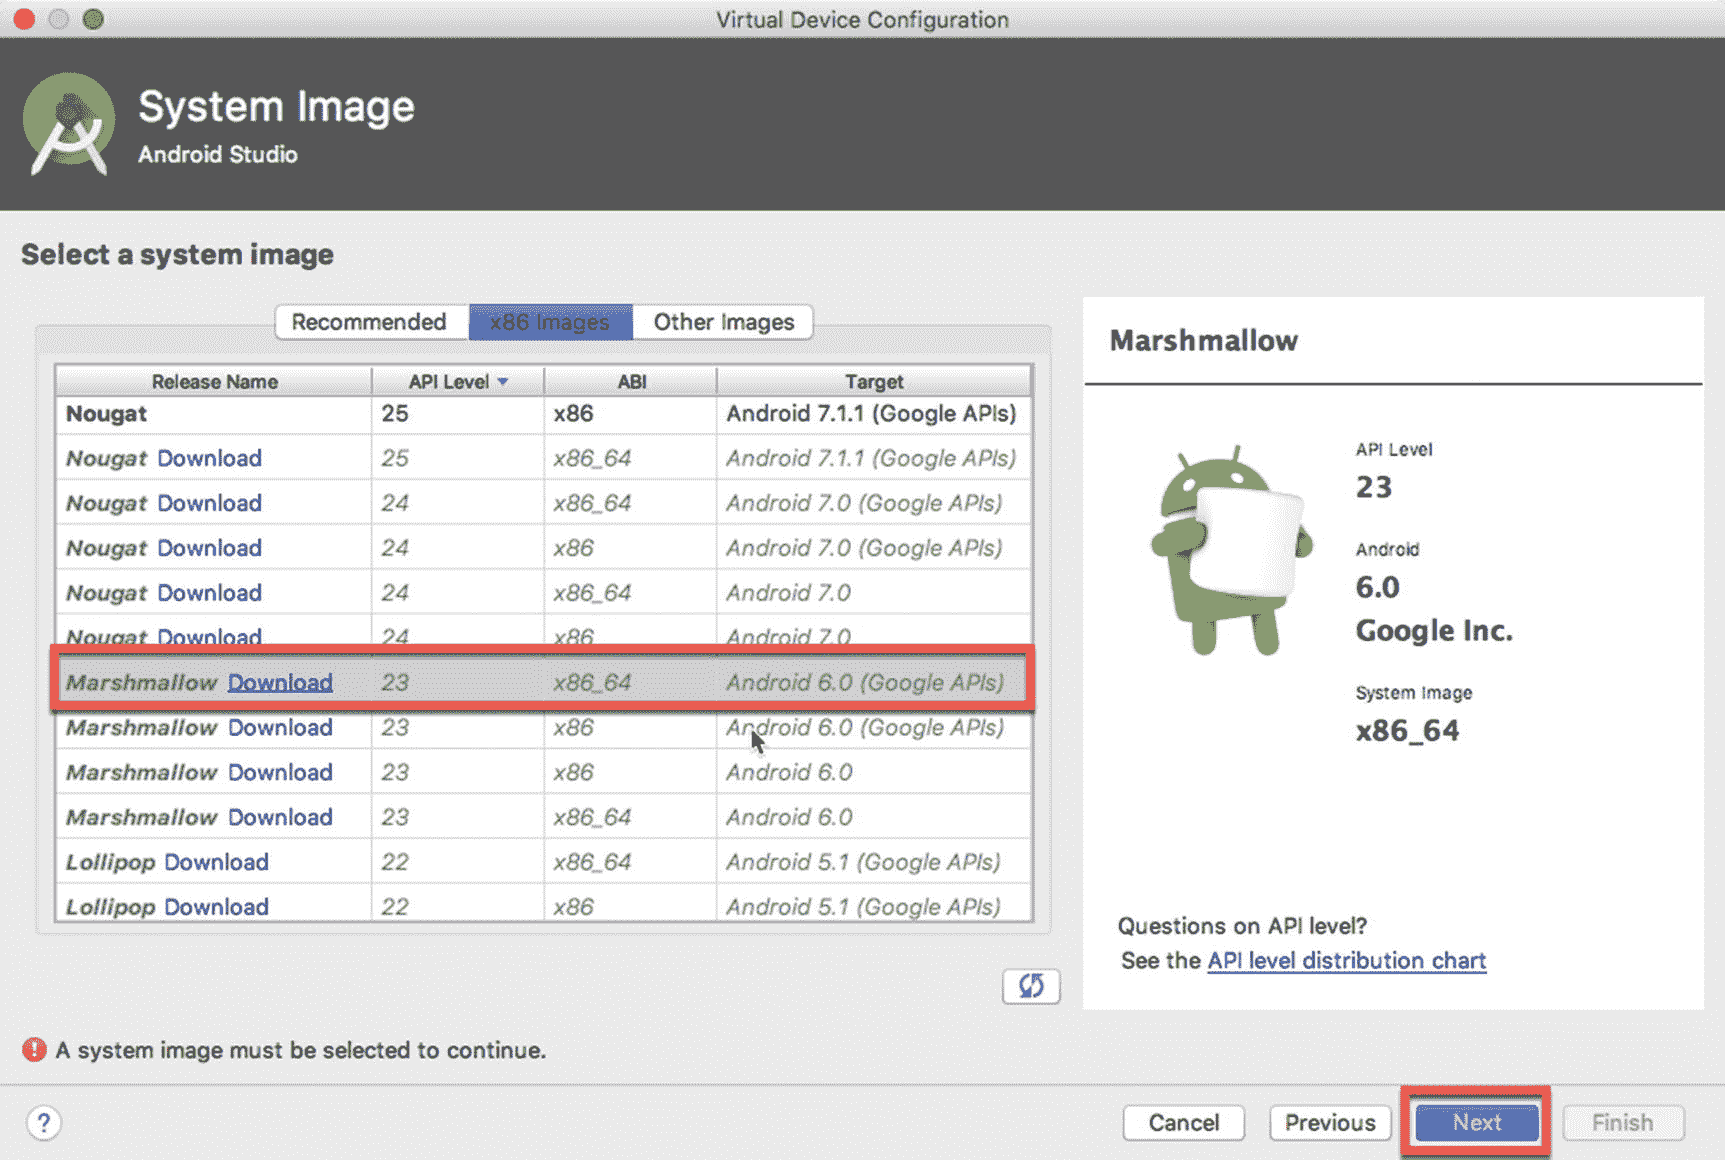 Virtual Device Configuration
System Image
Android Studio
Select a system image
Recommended x86 Images Other Images
Release Name API Level ABI Target
Nougat 25 x86 Android 7.1.1 (Google APIs)
Nougat Download 25 x86_64 Android 7.1.1 (Google APIs)
Nougat Download 24 x86_64 Android 7.0 (Google APIs)
Nougat Download 24 x86 Android 7.0 (Google APIs)
Nougat Download 24 x86_64 Android 7.0
Nougat Download 24 x86 Android 7.0
Marshmallow Download 23 x86_64 Android 6.0 (Google APIs)
Marshmallow Download 23 x86 Android 6.0 (Google APIs)
Marshmallow Download 23 x86 Android 6.0
Marshmallow Download 23 x86_64 Android 6.0
Lollipop Download 22 x86_64 Android 5.1 (Google APIs)
Lollipop Download 22 x86 Android 5.1 (Google APIs)
Marshmallow
API Level
23
Android
6.0
Google Inc.
System Image
x86_64
Questions on API level?
See the API level distribution chart
A system image must be selected to continue.
? Cancel Previous Next Finish